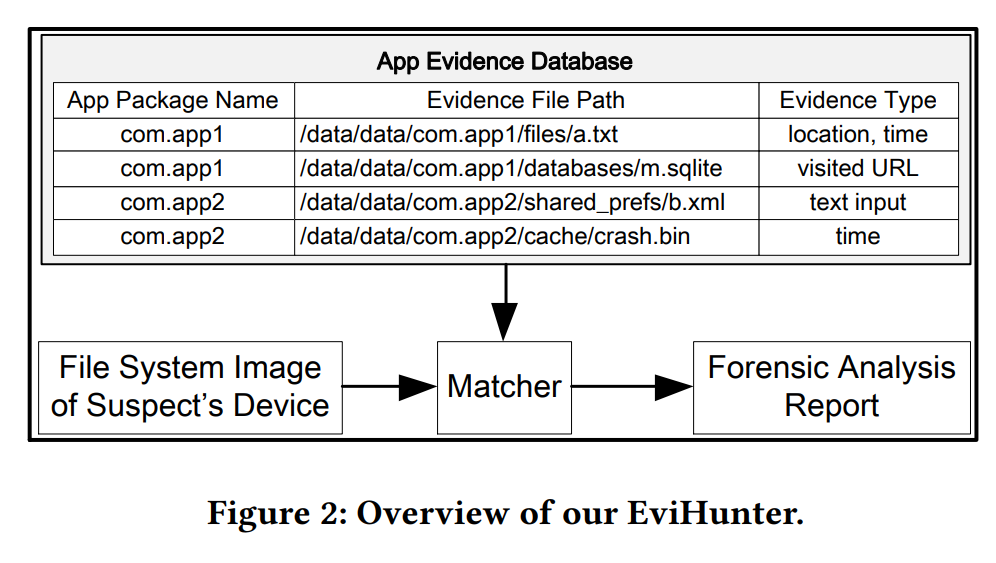 App Evidence Database
App Package Name Evidence File Path Evidence Type
com.app1 /data/data/com.app1/files/a.txt location, time
com.app1 /data/data/com.app1/databases/m.sqlite visited URL
com.app2 /data/data/com.app2/shared_prefs/b.xml text input
com.app2 /data/data/com.app2/cache/crash.bin time
File System Image
of Suspect's Device
Matcher
Forensic Analysis
Report
Figure 2: Overview of our EviHunter.